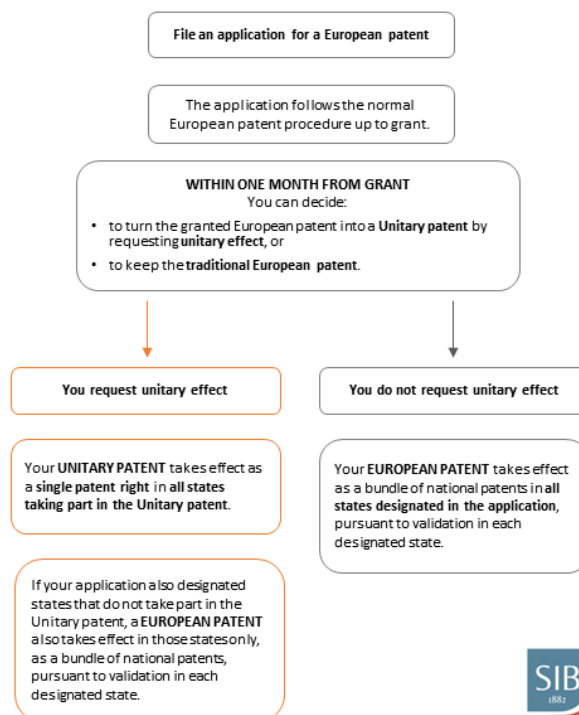 File an application for a European patent
The application follows the normal
European patent procedure up to grant.
WITHIN ONE MONTH FROM GRANT
You can decide:
• to turn the granted European patent into a Unitary patent by
requesting unitary effect, or
• to keep the traditional European patent.
You request unitary effect
You do not request unitary effect
Your UNITARY PATENT takes effect as
a single patent right in all states
taking part in the Unitary patent.
Your EUROPEAN PATENT takes effect
as a bundle of national patents in all
states designated in the application,
pursuant to validation in each
designated state.
If your application also designated
states that do not take part in the
Unitary patent, a EUROPEAN PATENT
also takes effect in those states only,
as a bundle of national patents,
pursuant to validation in each
designated state.
SIB
1882